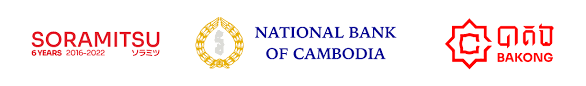 SORAMITSU
6 YEARS 2016-2022 ソラミツ
NATIONAL BANK
OF CAMBODIA
បាគង
BAKONG